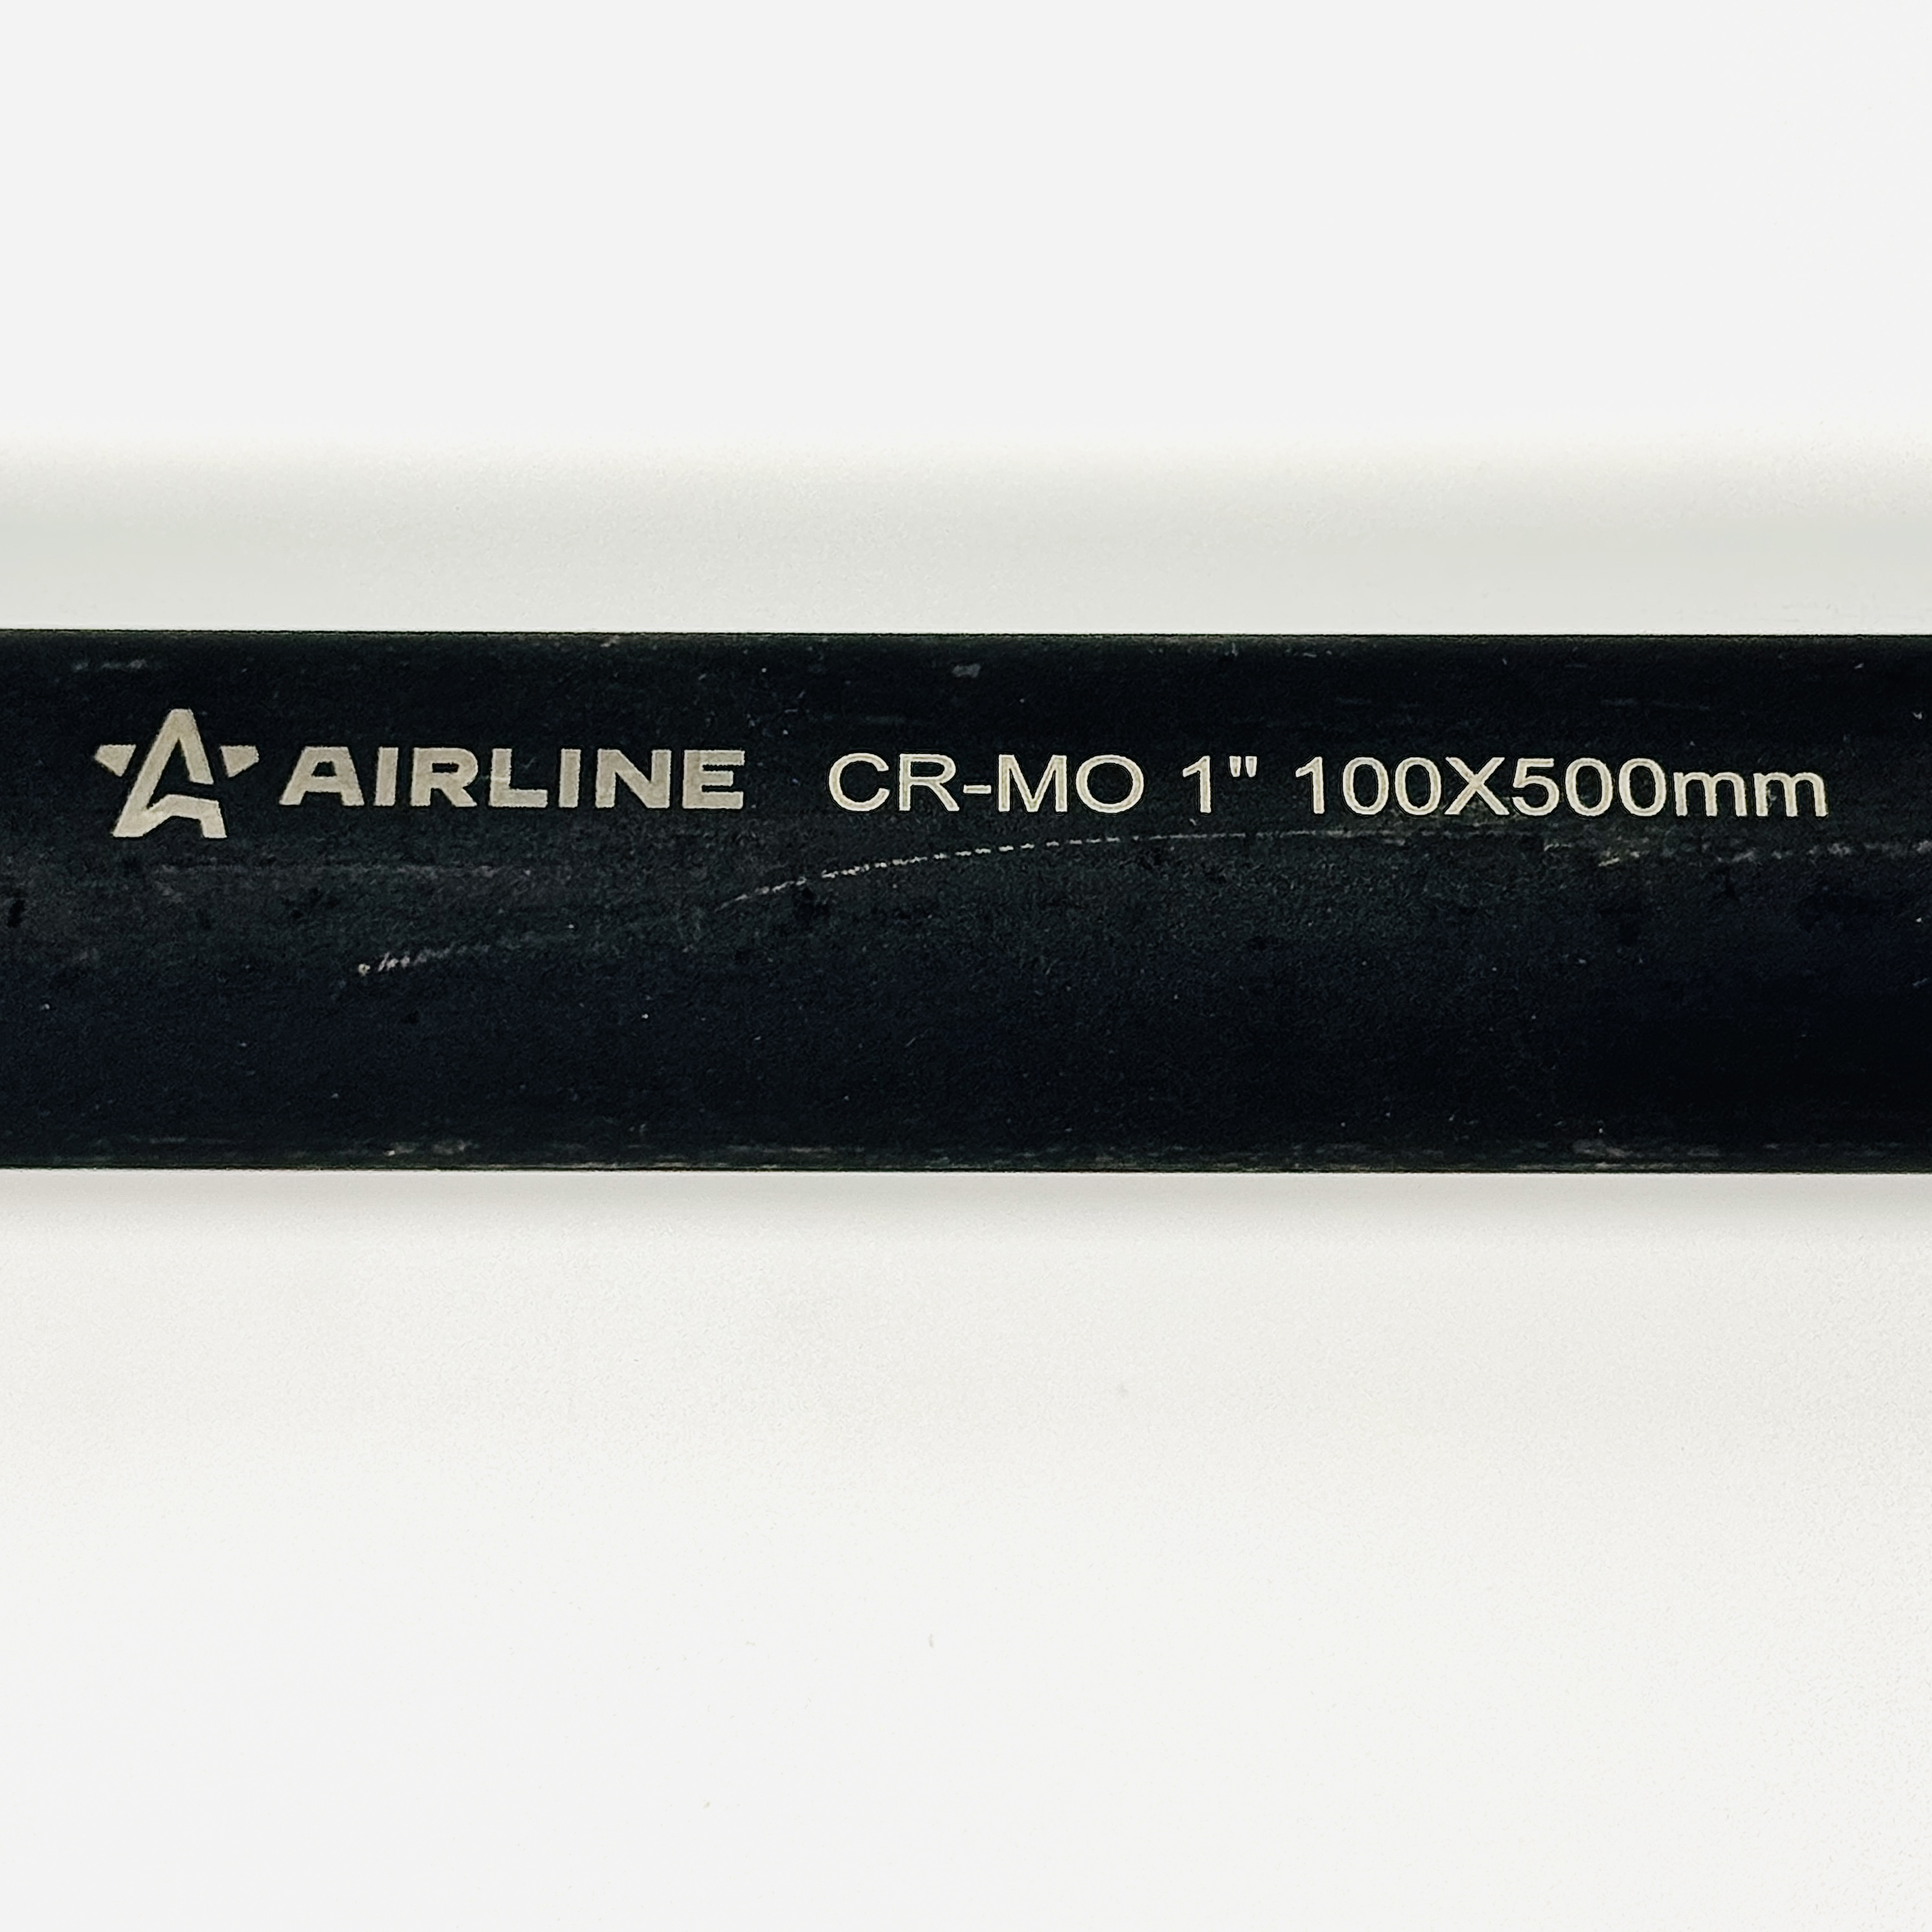 AIRLINE CR-MO 1" 100X500mm